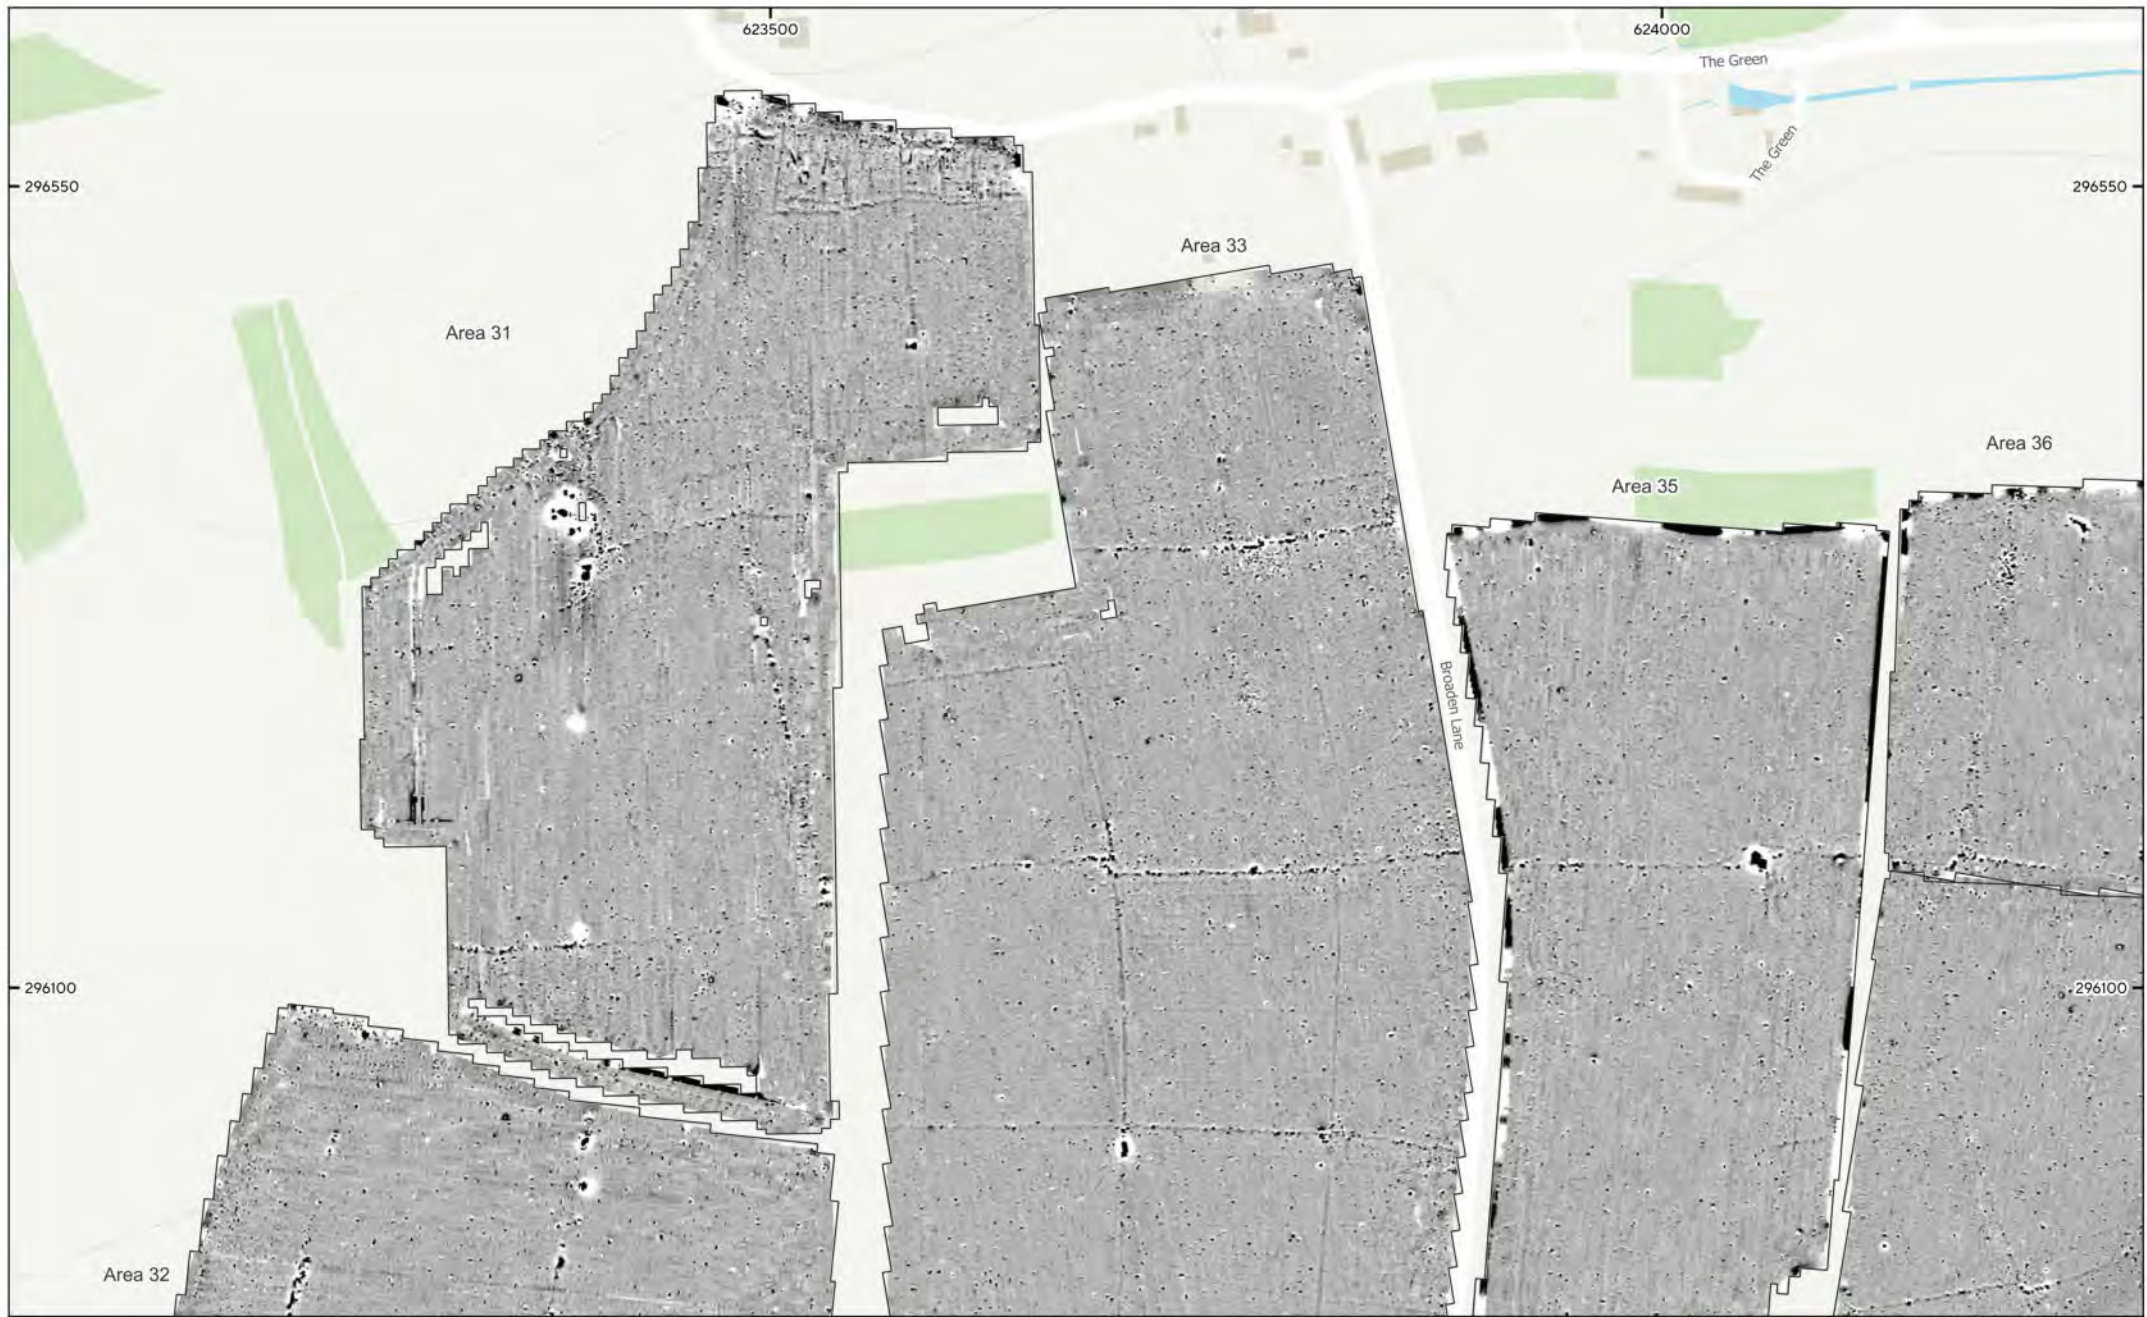 623500
624000
The Green
The Green
296550
296550
Area 33
Area 31
Area 36
Area 35
Broaden Lane
296100
296100
Area 32